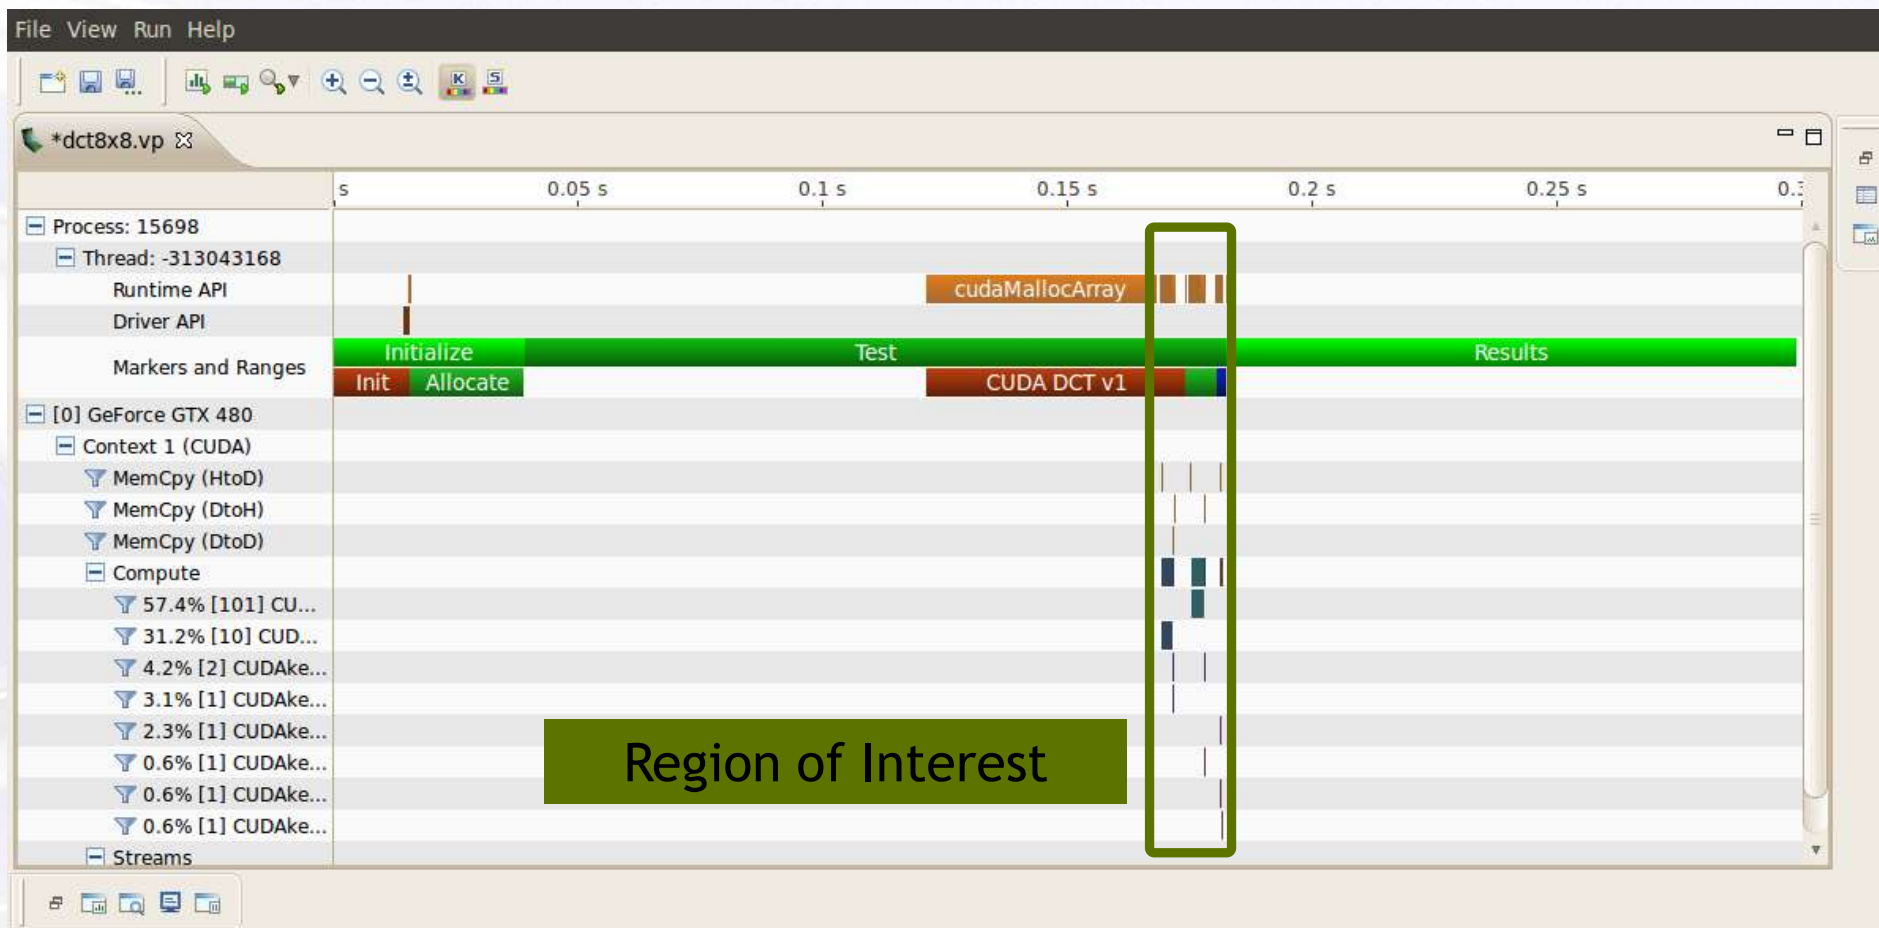 File View Run Help
K S
*dct8x8.vp
s 0.05 s 0.1 s 0.15 s 0.2 s 0.25 s 0.3
Process: 15698
Thread: -313043168
Runtime API cudaMallocArray
Driver API
Initialize Test Results
Markers and Ranges
Init Allocate CUDA DCT v1
[0] GeForce GTX 480
Context 1 (CUDA)
MemCpy (HtoD)
MemCpy (DtoH)
MemCpy (DtoD)
Compute
57.4% [101] CU...
31.2% [10] CUD...
4.2% [2] CUDAke...
3.1% [1] CUDAke...
2.3% [1] CUDAke...
0.6% [1] CUDAke...
0.6% [1] CUDAke...
0.6% [1] CUDAke...
Region of Interest
Streams